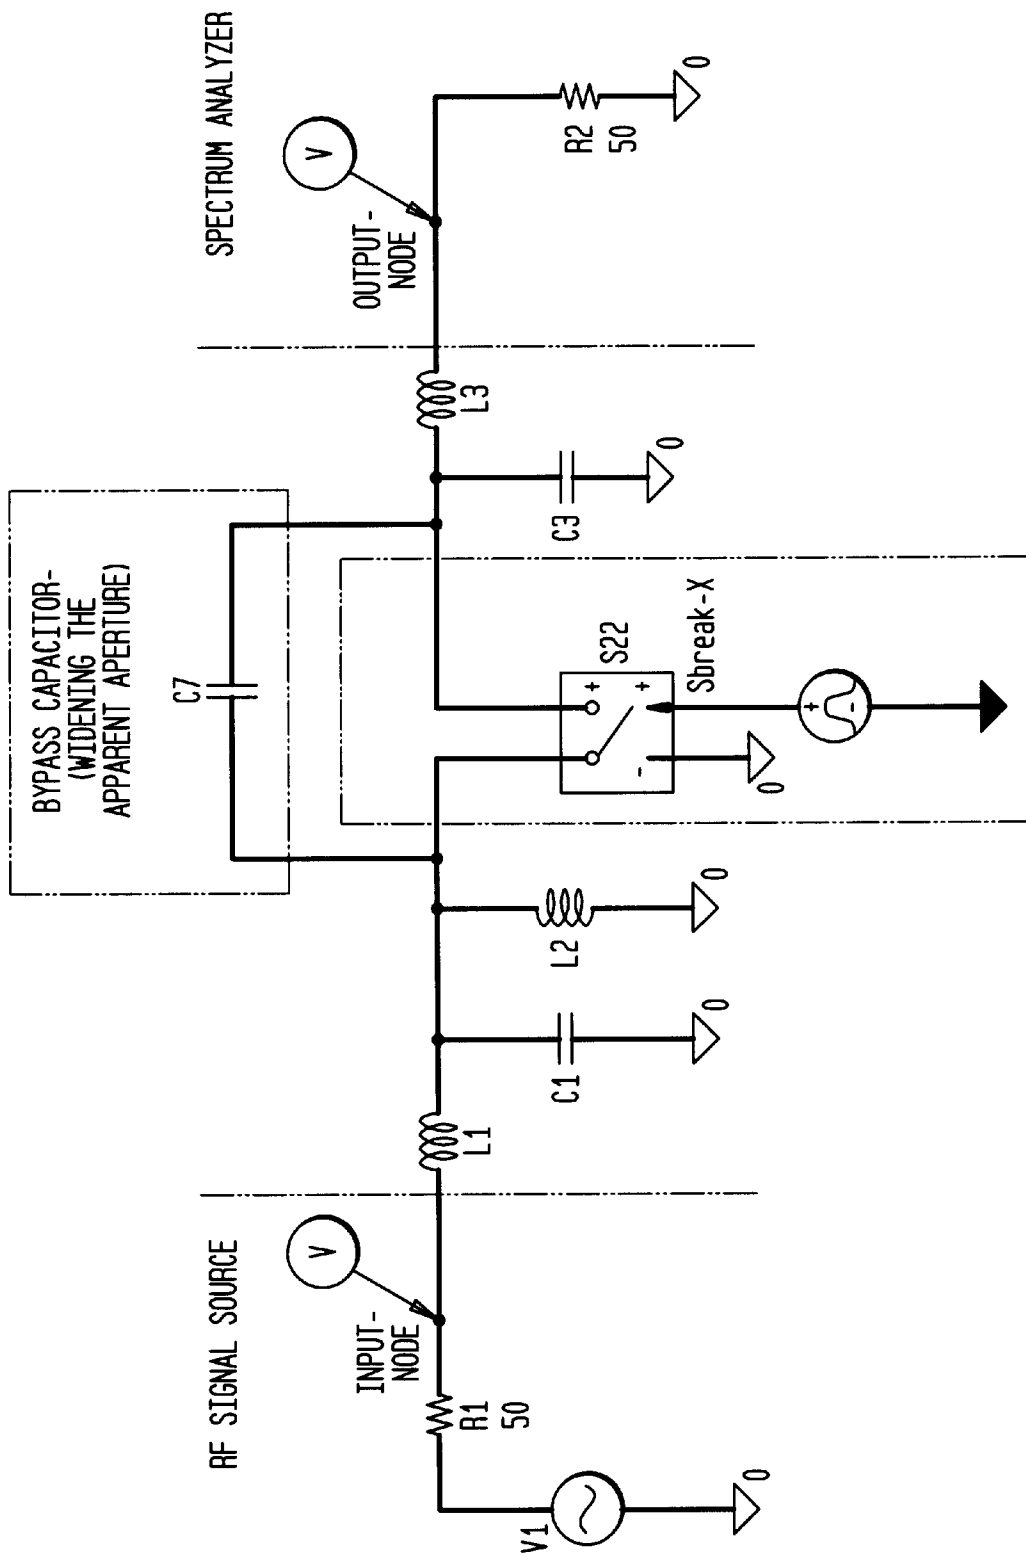 BYPASS CAPACITOR-
(WIDENING THE
APPARENT APERTURE)
RF SIGNAL SOURCE
SPECTRUM ANALYZER
C7
V
V
INPUT-
NODE
OUTPUT-
NODE
R1
50
L1
L3
V1
0
C1
0
L2
0
S22
+
+
-
Sbreak-X
0
+
-
C3
0
R2
50
0